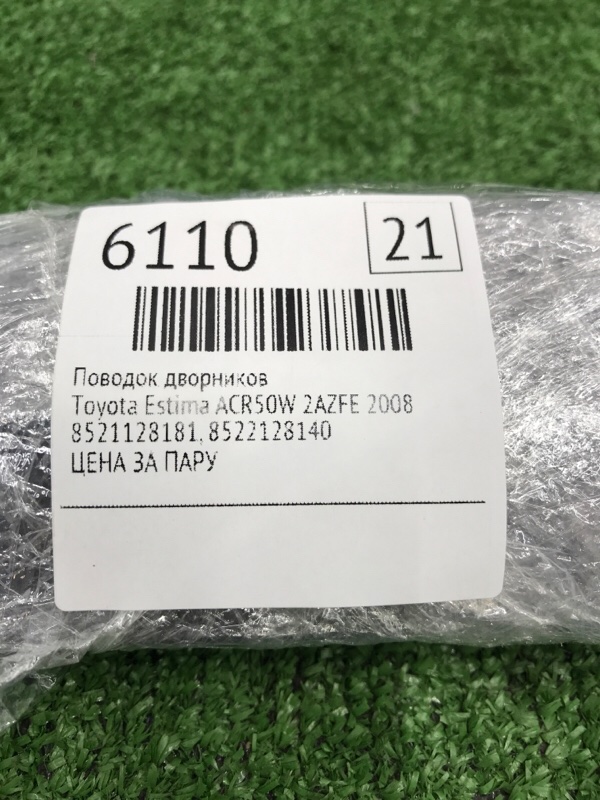 6110
21
Поводок дворников
Toyota Estima ACR50W 2AZFE 2008
8521128181, 8522128140
ЦЕНА ЗА ПАРУ